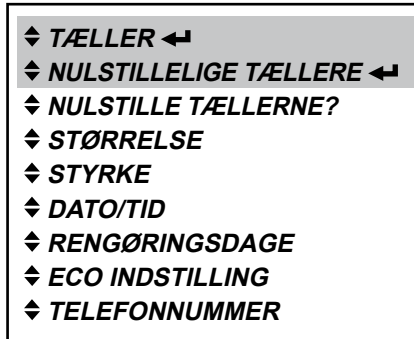 TÆLLER
NULSTILLELIGE TÆLLERE
NULSTILLE TÆLLERNE?
STØRRELSE
STYRKE
DATO/TID
RENGØRINGSDAGE
ECO INDSTILLING
TELEFONNUMMER